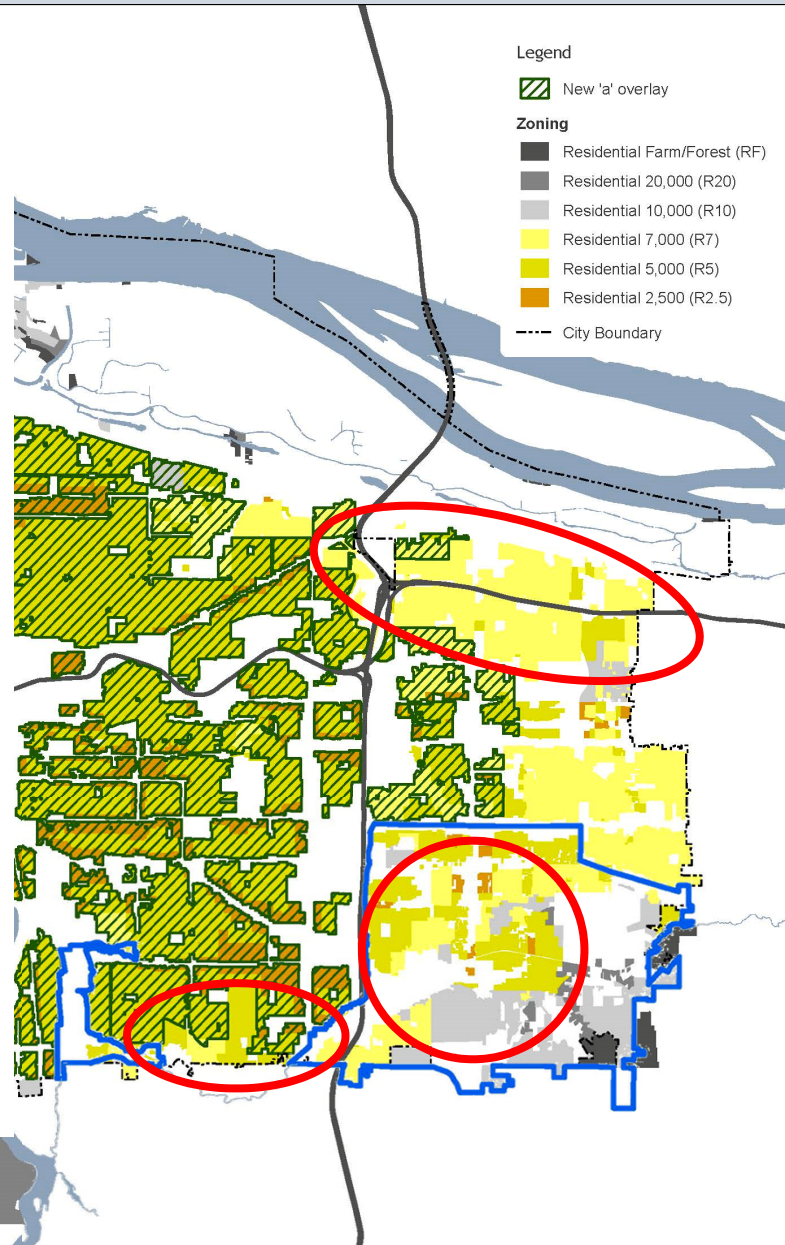 Legend
New 'a' overlay
Zoning
Residential Farm/Forest (RF)
Residential 20,000 (R20)
Residential 10,000 (R10)
Residential 7,000 (R7)
Residential 5,000 (R5)
Residential 2,500 (R2.5)
City Boundary